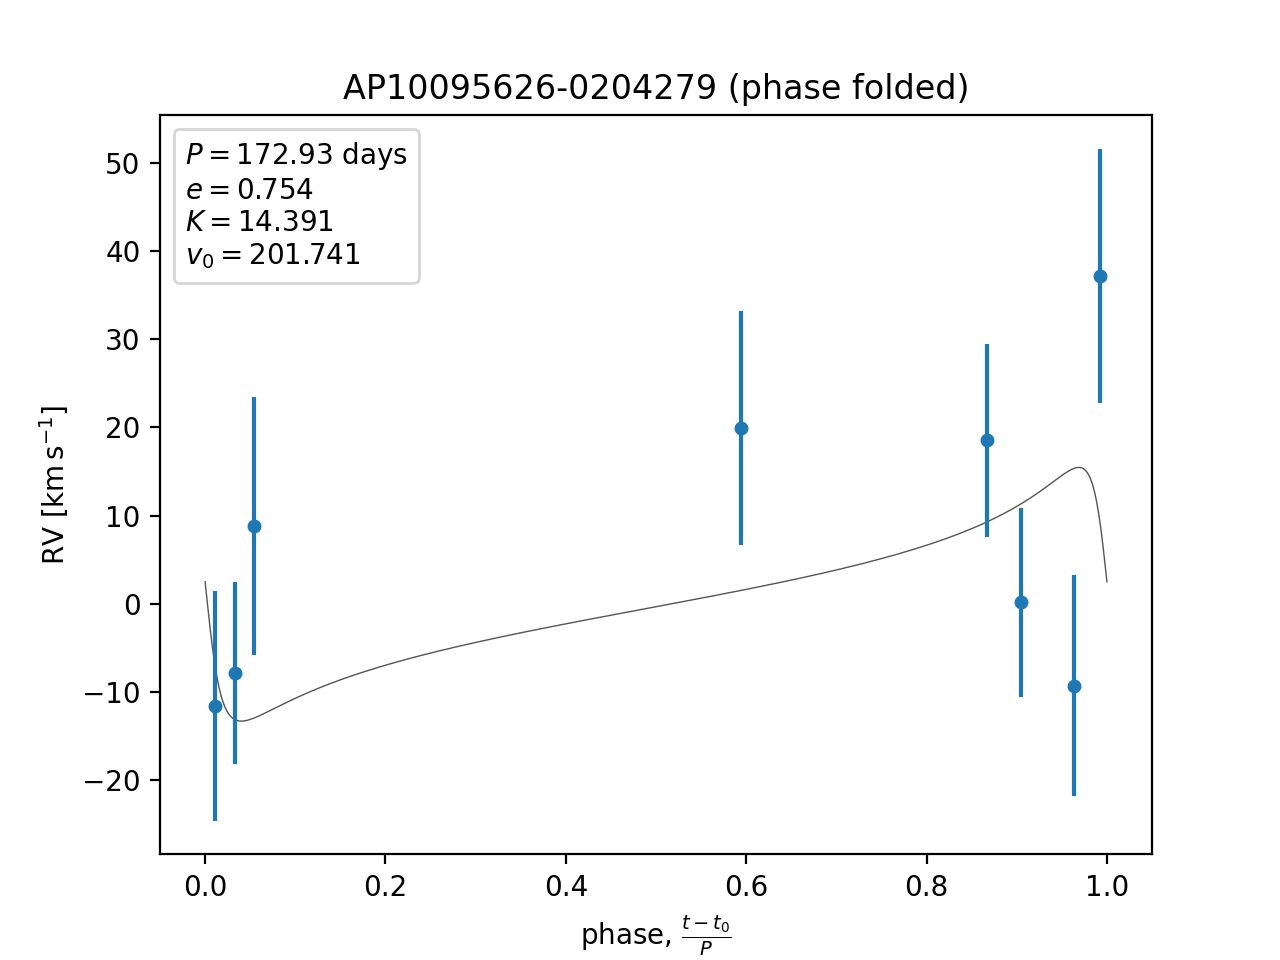 AP10095626-0204279 (phase folded)
P = 172.93 days
e = 0.754
K = 14.391
v₀ = 201.741
50
40
30
20
10
0
−10
−20
RV [km s⁻¹]
0.0 0.2 0.4 0.6 0.8 1.0
phase, (t − t₀)/P